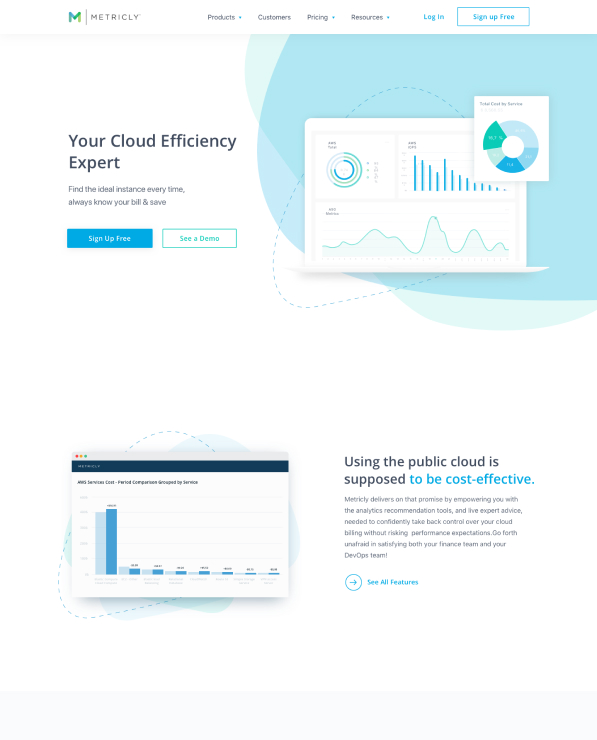 METRICLY
Products
Customers
Pricing
Resources
Log In
Sign up Free
Your Cloud Efficiency
Expert
Find the ideal instance every time,
always know your bill & save
Sign Up Free
See a Demo
Total Cost by Service
AWS
AWS
AWS
METRICLY
AWS Services Cost - Period Comparison Grouped by Service
Using the public cloud is
supposed to be cost-effective.
Metricly delivers on that promise by empowering you with
the analytics recommendation tools, and live expert advice,
needed to confidently take back control over your cloud
billing without risking performance expectations.Go forth
unafraid in satisfying both your finance team and your
DevOps team!
See All Features